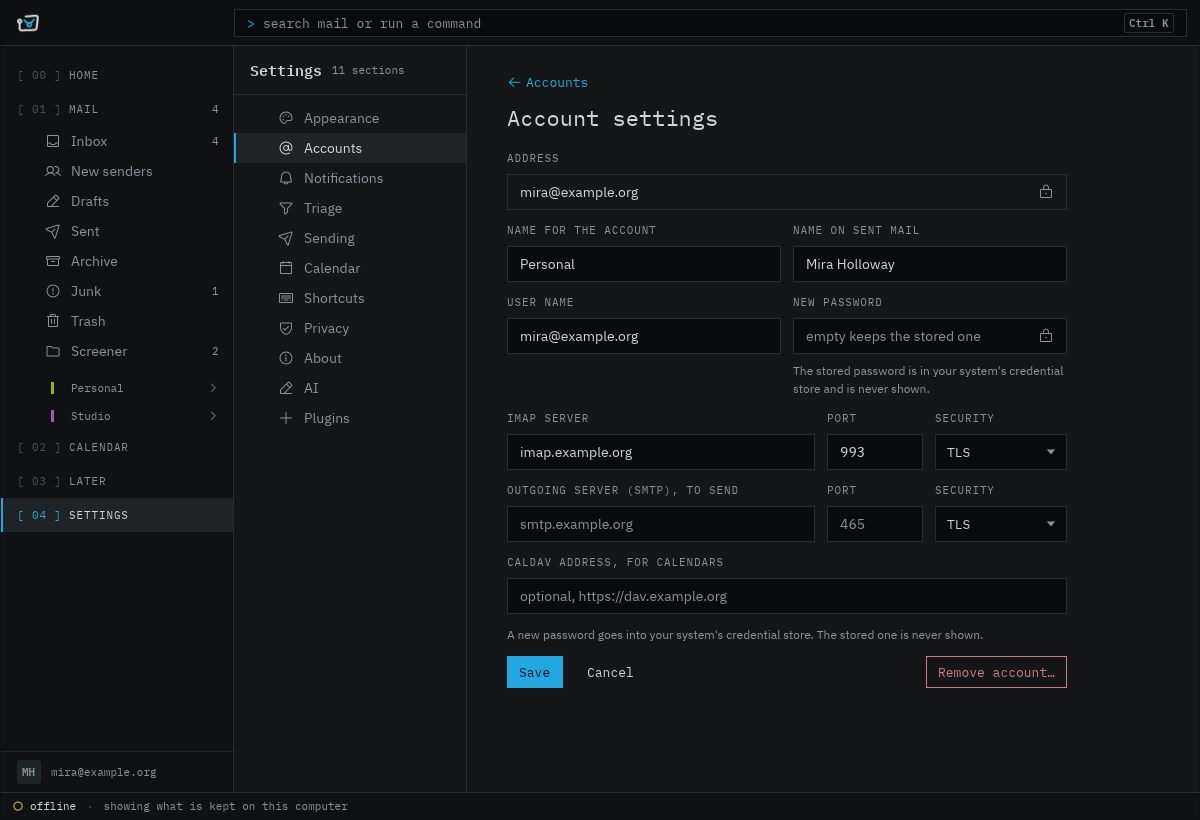 > search mail or run a command Ctrl K
[ 00 ] HOME
[ 01 ] MAIL 4
Inbox 4
New senders
Drafts
Sent
Archive
Junk 1
Trash
Screener 2
Personal
Studio
[ 02 ] CALENDAR
[ 03 ] LATER
[ 04 ] SETTINGS
MH mira@example.org
Settings 11 sections
Appearance
Accounts
Notifications
Triage
Sending
Calendar
Shortcuts
Privacy
About
AI
Plugins
← Accounts
Account settings
ADDRESS
mira@example.org
NAME FOR THE ACCOUNT NAME ON SENT MAIL
Personal Mira Holloway
USER NAME NEW PASSWORD
mira@example.org empty keeps the stored one
The stored password is in your system's credential
store and is never shown.
IMAP SERVER PORT SECURITY
imap.example.org 993 TLS
OUTGOING SERVER (SMTP), TO SEND PORT SECURITY
smtp.example.org 465 TLS
CALDAV ADDRESS, FOR CALENDARS
optional, https://dav.example.org
A new password goes into your system's credential store. The stored one is never shown.
Save Cancel Remove account…
offline · showing what is kept on this computer